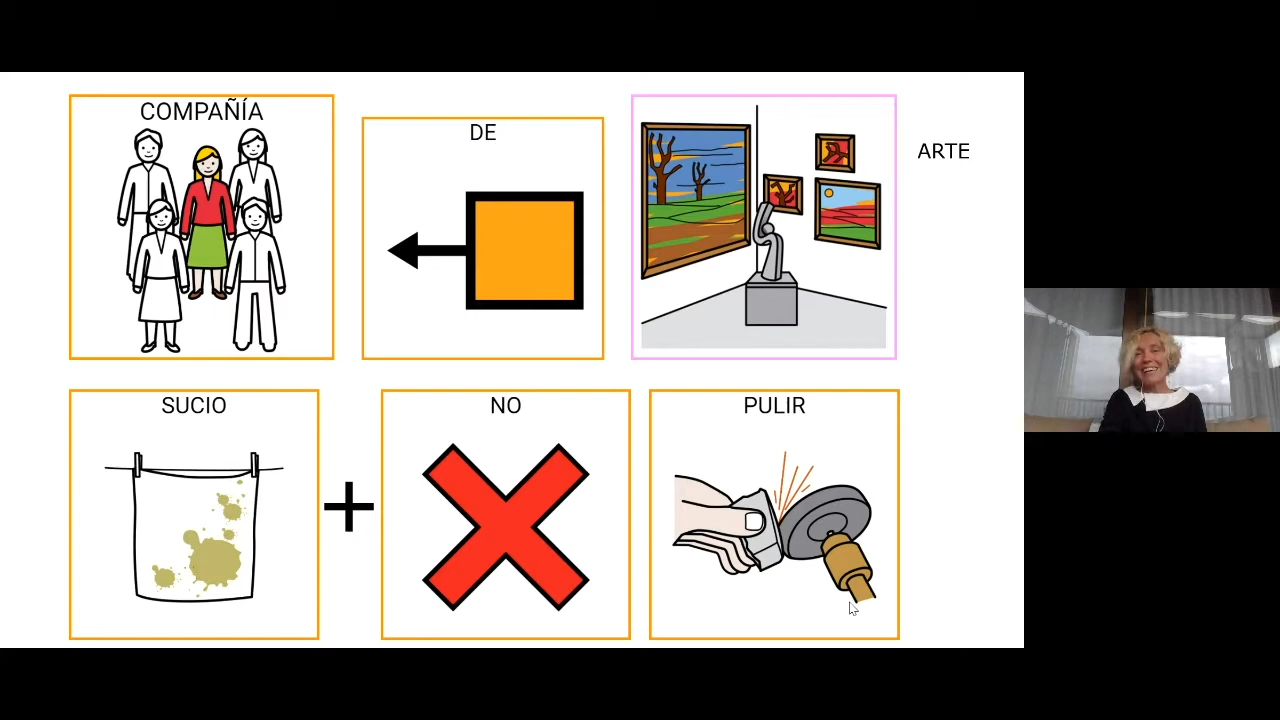 COMPAÑÍA
DE
ARTE
SUCIO
NO
PULIR